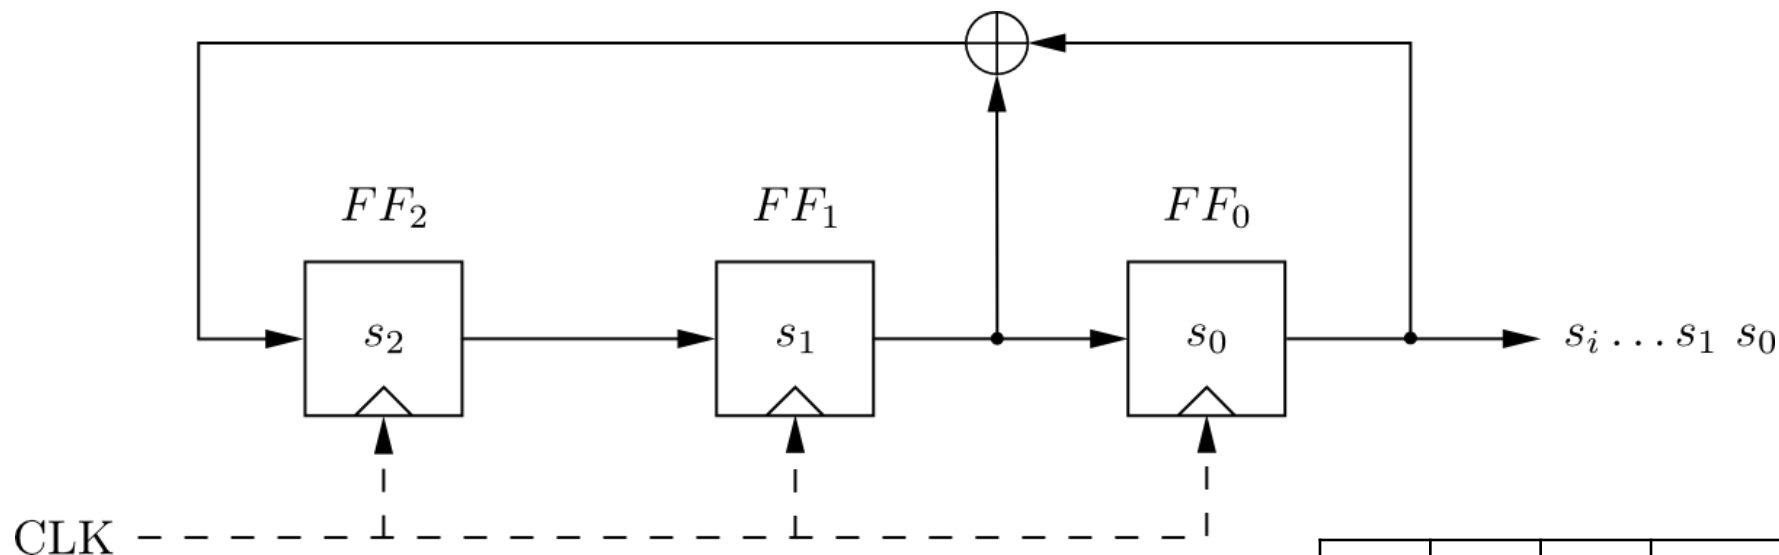 FF₂ FF₁ FF₀
s₂ s₁ s₀ sᵢ ... s₁ s₀
CLK